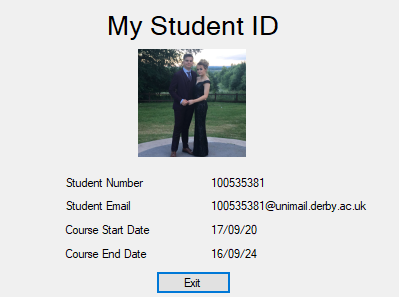 My Student ID
Student Number 100535381
Student Email 100535381@unimail.derby.ac.uk
Course Start Date 17/09/20
Course End Date 16/09/24
Exit